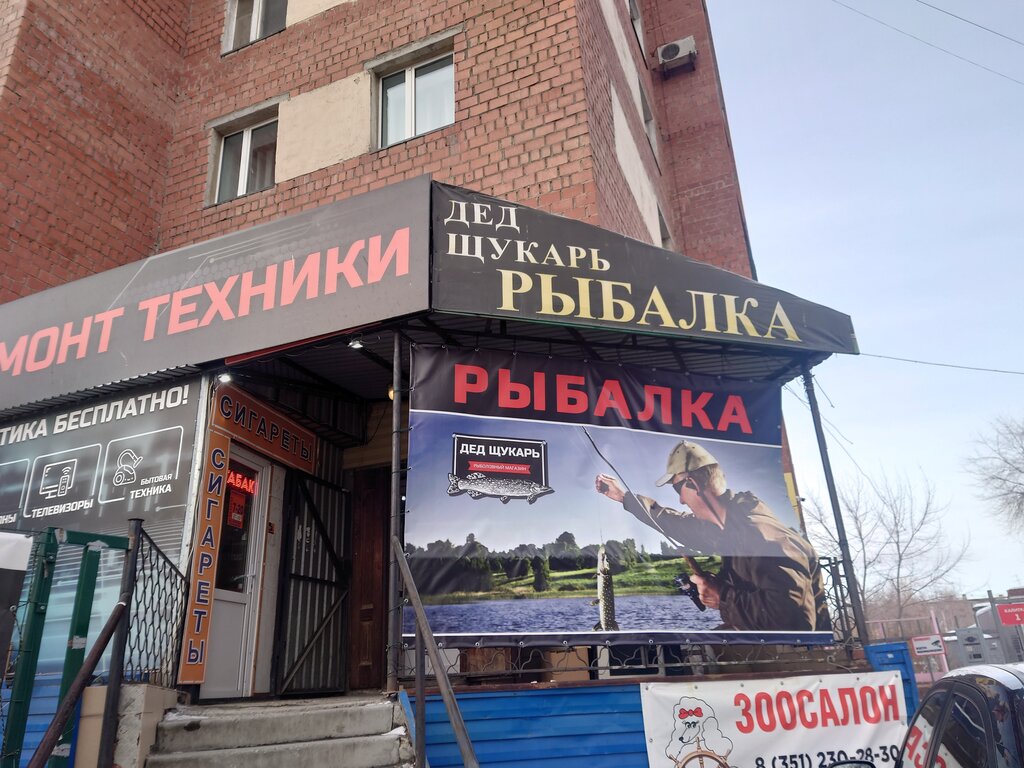 ДЕД
ЩУКАРЬ
РЫБАЛКА
МОНТ ТЕХНИКИ
РЫБАЛКА
ДЕД ЩУКАРЬ
РЫБОЛОВНЫЙ МАГАЗИН
ТИКА БЕСПЛАТНО!
ТЕЛЕВИЗОРЫ
БЫТОВАЯ
ТЕХНИКА
СИГАРЕТЫ
СИГАРЕТЫ
АБАК
ЗООСАЛОН
8 (351) 230-28-30